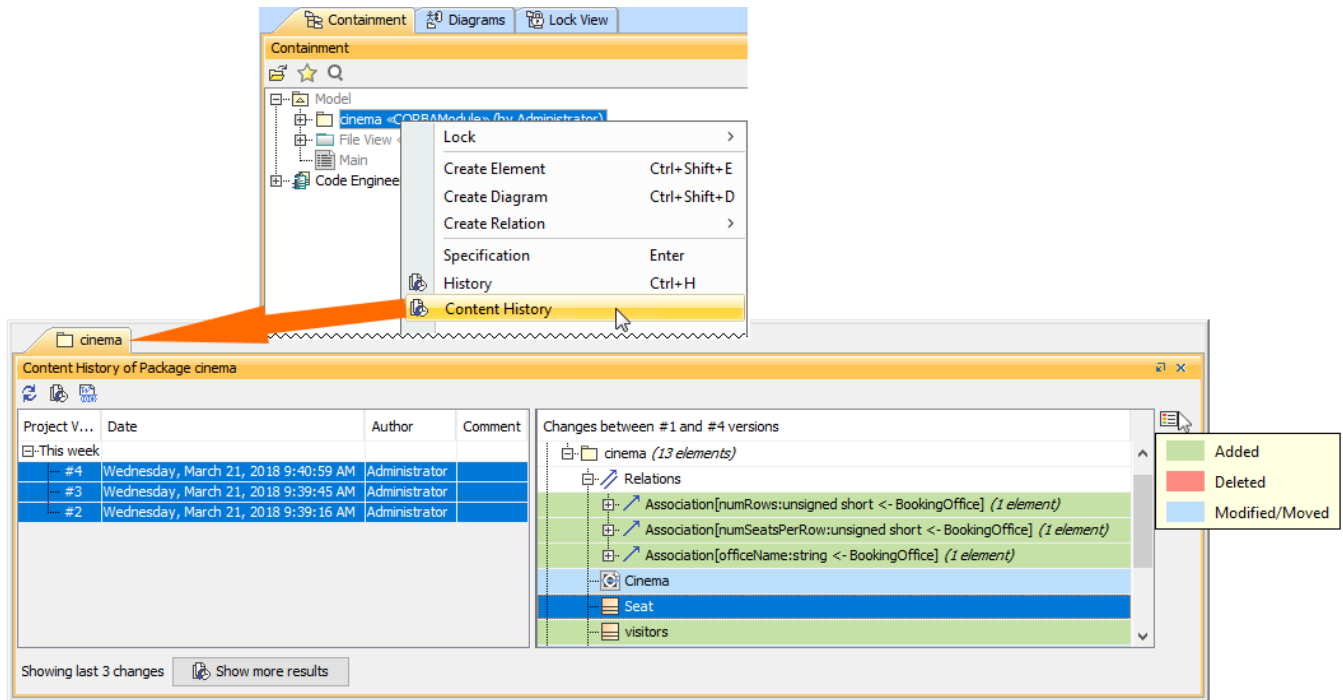 Containment Diagrams Lock View
Containment
Model
cinema «CORBAModule» (by Administrator)
File View «
Main
Code Enginee
Lock
Create Element Ctrl+Shift+E
Create Diagram Ctrl+Shift+D
Create Relation
Specification Enter
History Ctrl+H
Content History
cinema
Content History of Package cinema
Project V... Date Author Comment
This week
#4 Wednesday, March 21, 2018 9:40:59 AM Administrator
#3 Wednesday, March 21, 2018 9:39:45 AM Administrator
#2 Wednesday, March 21, 2018 9:39:16 AM Administrator
Changes between #1 and #4 versions
cinema (13 elements)
Relations
Association[numRows:unsigned short <- BookingOffice] (1 element)
Association[numSeatsPerRow:unsigned short <- BookingOffice] (1 element)
Association[officeName:string <- BookingOffice] (1 element)
Cinema
Seat
visitors
Added
Deleted
Modified/Moved
Showing last 3 changes Show more results